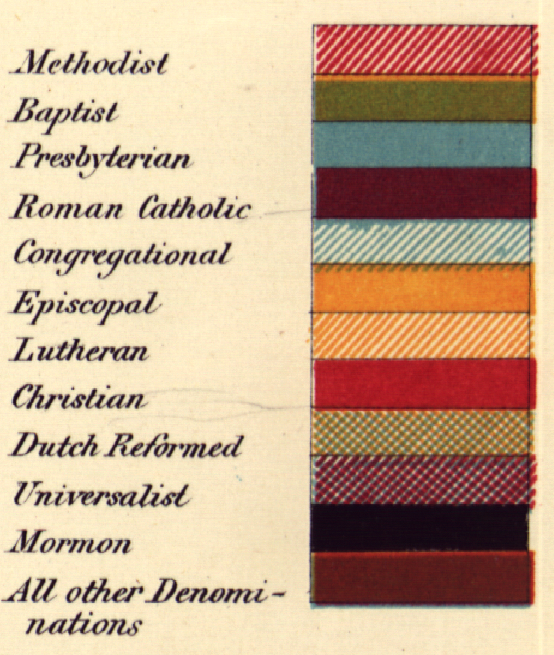 Methodist
Baptist
Presbyterian
Roman Catholic
Congregational
Episcopal
Lutheran
Christian
Dutch Reformed
Universalist
Mormon
All other Denomi-
nations